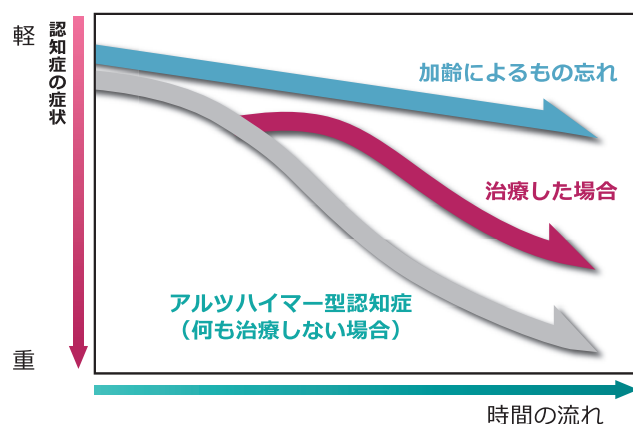 軽
認知症の症状
加齢によるもの忘れ
治療した場合
アルツハイマー型認知症
（何も治療しない場合）
重
時間の流れ